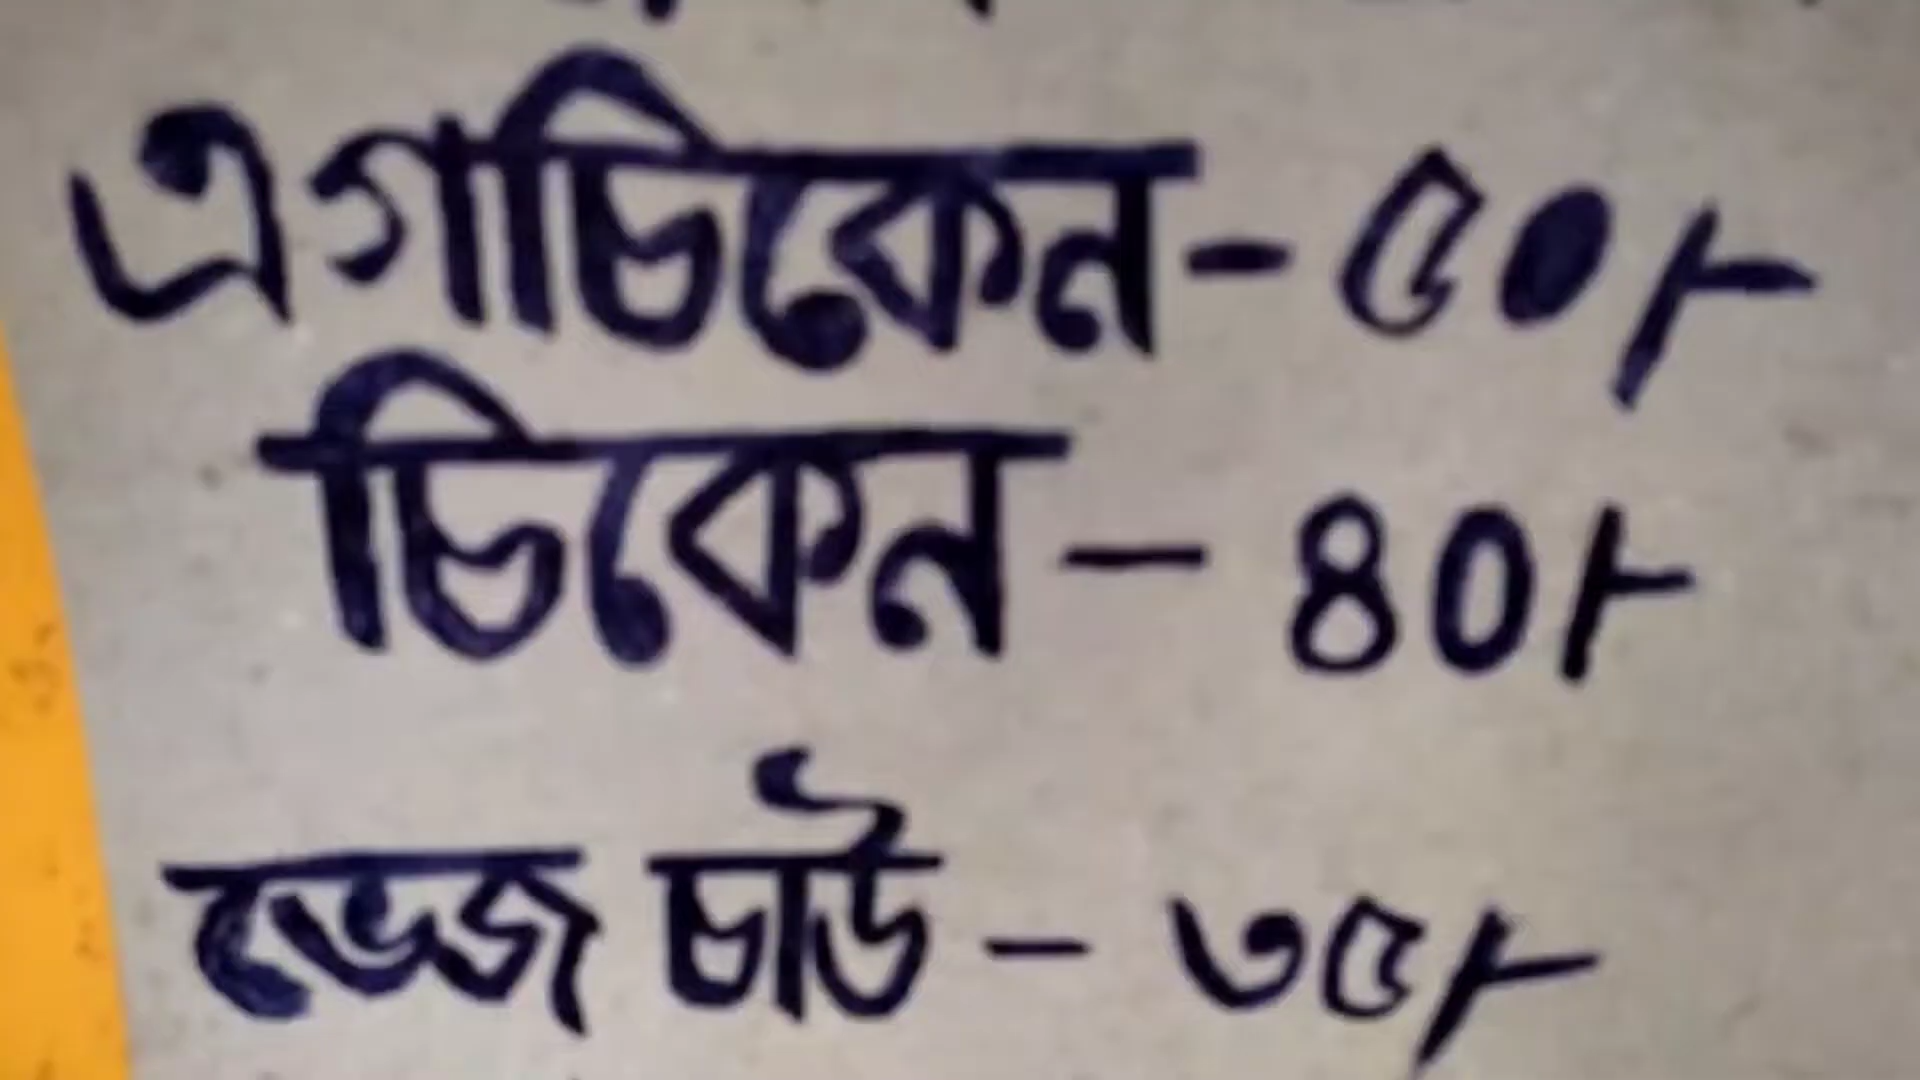 এগচিকেন - ৫০/-
চিকেন - ৪০/-
ভেজ চাউ - ৩৫/-